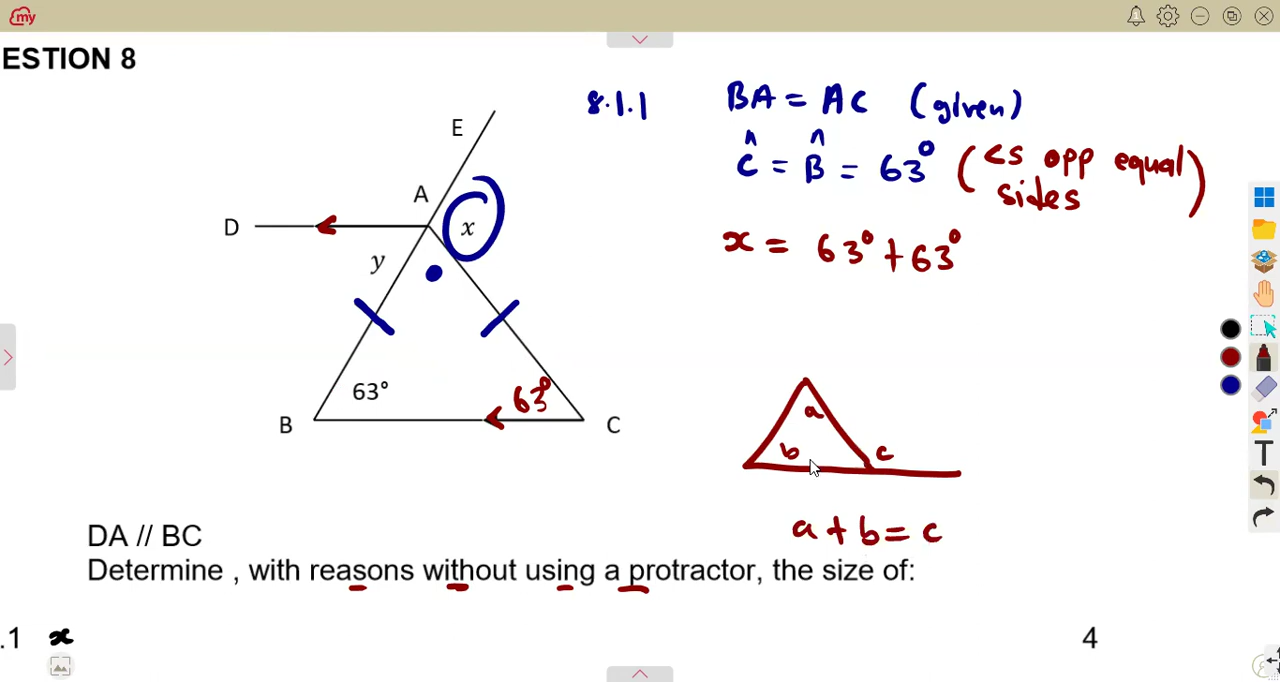 my
ESTION 8
E
A
D
x
y
63°
63°
B
C
8.1.1
BA = AC (given)
Ĉ = B̂ = 63° (<s opp equal sides)
x = 63° + 63°
a
b
c
a + b = c
DA // BC
Determine , with reasons without using a protractor, the size of:
.1 x
4